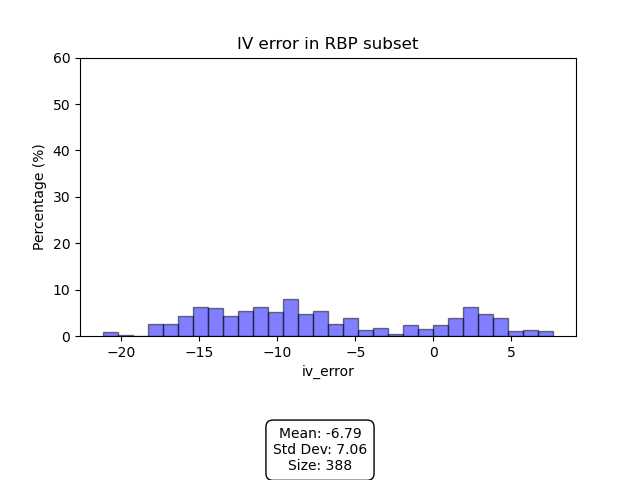 IV error in RBP subset
60
50
40
30
20
10
0
Percentage (%)
−20
−15
−10
−5
0
5
iv_error
Mean: -6.79
Std Dev: 7.06
Size: 388